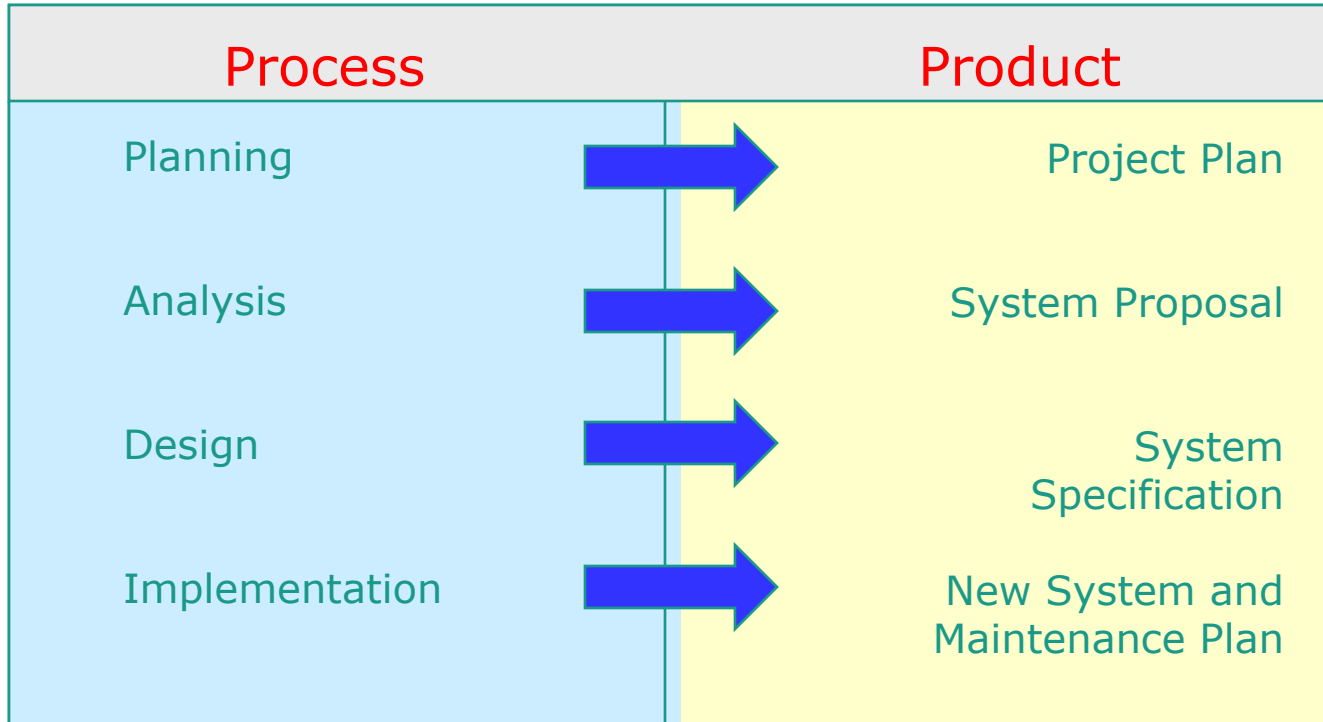 Process
Product
Planning
Project Plan
Analysis
System Proposal
Design
System
Specification
Implementation
New System and
Maintenance Plan